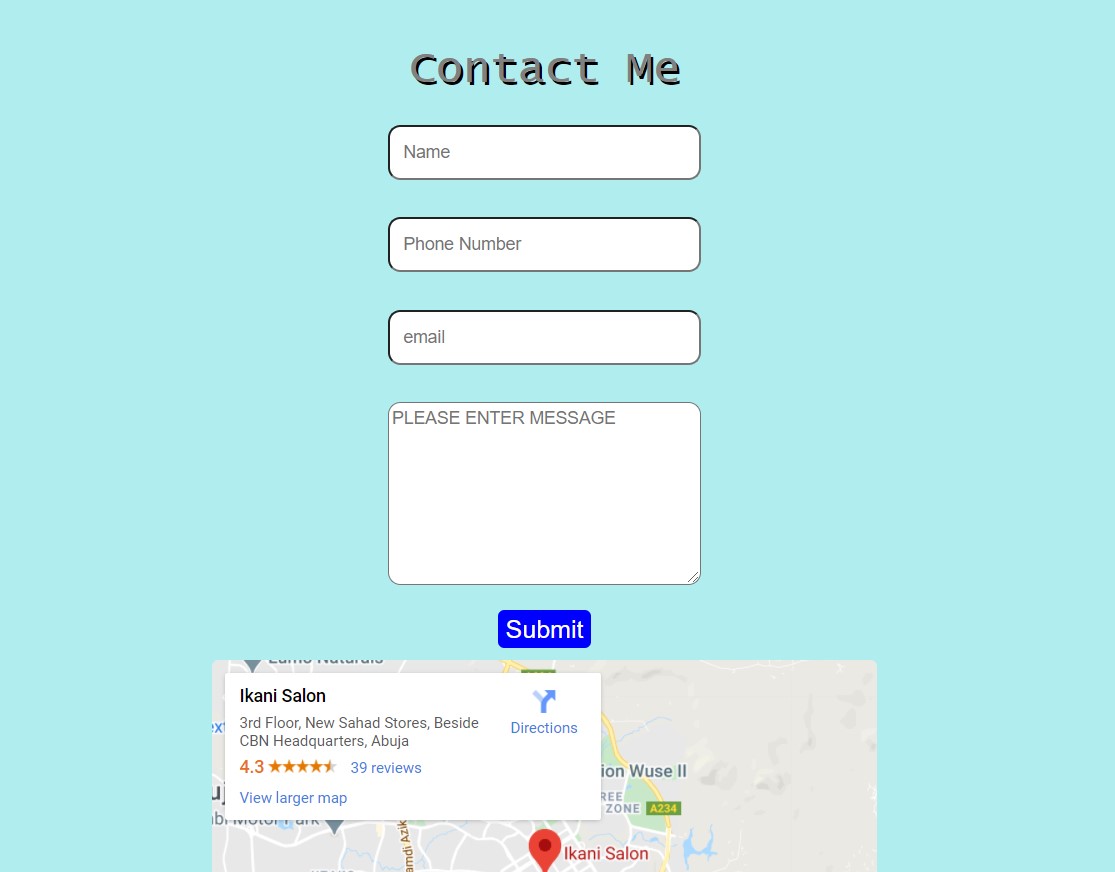 Contact Me
Name
Phone Number
email
PLEASE ENTER MESSAGE
Submit
Ikani Salon
3rd Floor, New Sahad Stores, Beside
CBN Headquarters, Abuja
Directions
4.3
39 reviews
View larger map
Wuse II
ZONE
A234
Ikani Salon